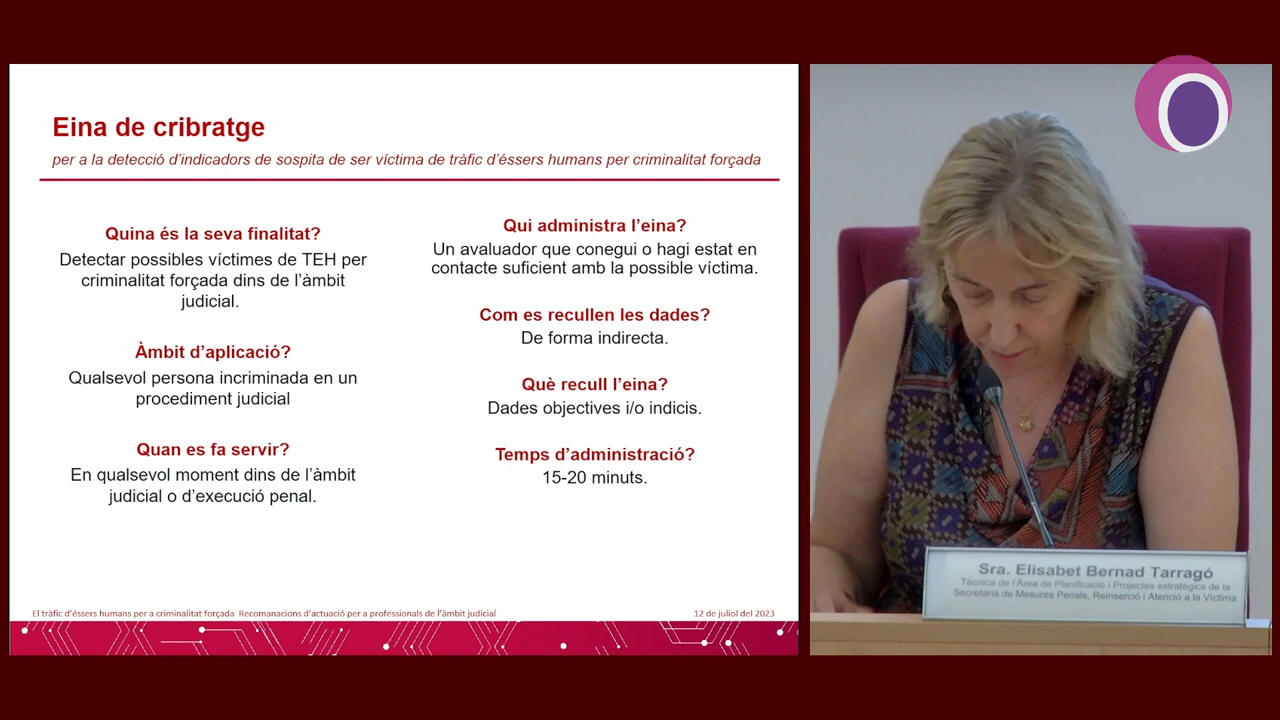 Eina de cribratge
per a la detecció d’indicadors de sospita de ser víctima de tràfic d’éssers humans per criminalitat forçada
Quina és la seva finalitat?
Detectar possibles víctimes de TEH per
criminalitat forçada dins de l’àmbit
judicial.
Àmbit d’aplicació?
Qualsevol persona incriminada en un
procediment judicial
Quan es fa servir?
En qualsevol moment dins de l’àmbit
judicial o d’execució penal.
Qui administra l’eina?
Un avaluador que conegui o hagi estat en
contacte suficient amb la possible víctima.
Com es recullen les dades?
De forma indirecta.
Què recull l’eina?
Dades objectives i/o indicis.
Temps d’administració?
15-20 minuts.
El tràfic d’éssers humans per a criminalitat forçada Recomanacions d’actuació per a professionals de l’àmbit judicial
12 de juliol del 2023
Sra. Elisabet Bernad Tarragó
Tècnica de l’Àrea de Planificació i Projectes estratègics de la
Secretaria de Mesures Penals, Reinserció i Atenció a la Víctima